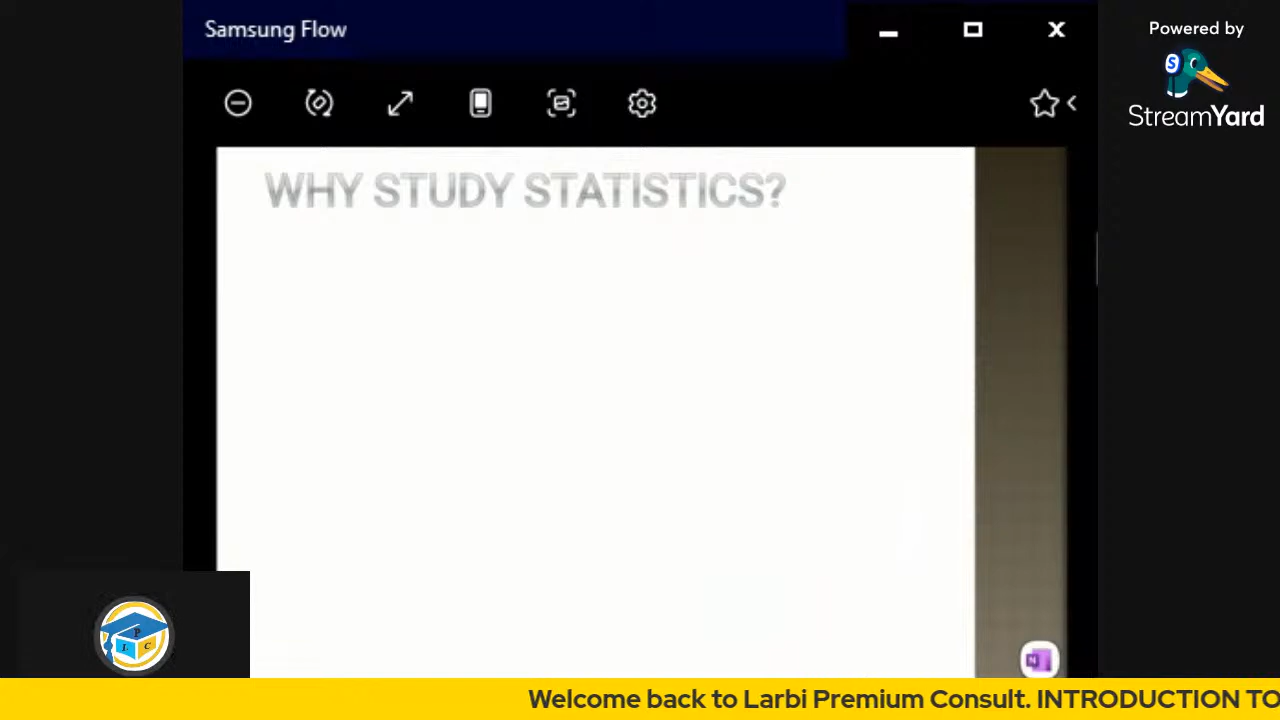 Samsung Flow
Powered by
S
StreamYard
WHY STUDY STATISTICS?
P
L C
N
Welcome back to Larbi Premium Consult. INTRODUCTION TO